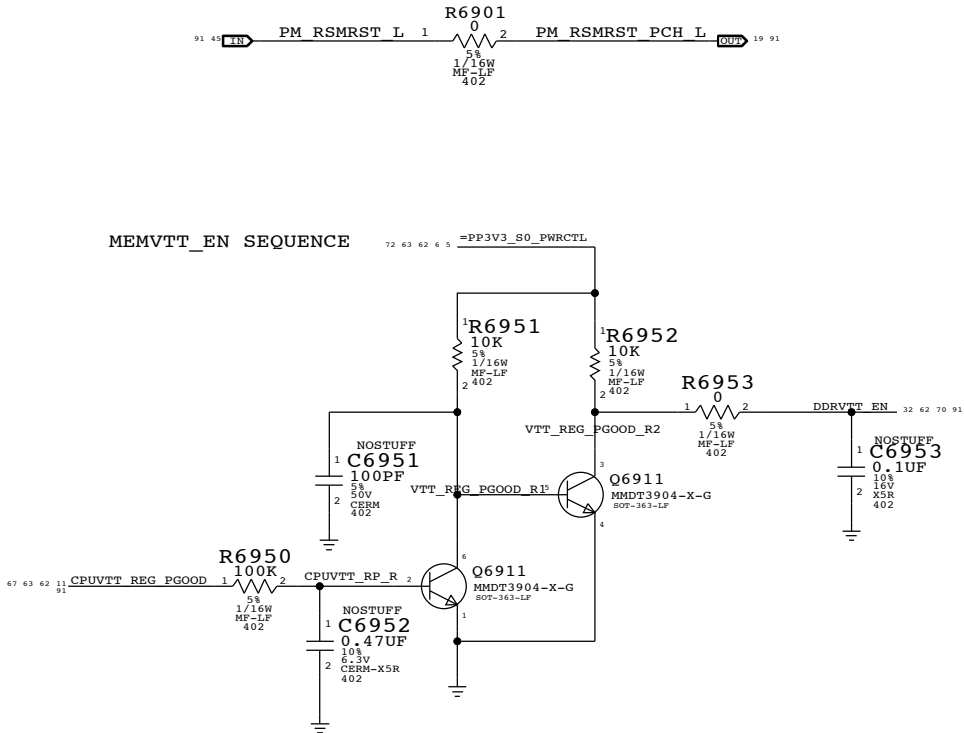 R6901
0
91 45 IN PM_RSMRST_L 1 2 PM_RSMRST_PCH_L OUT 19 91
5%
1/16W
MF-LF
402
MEMVTT_EN SEQUENCE
72 63 62 6 5 =PP3V3_S0_PWRCTL
1 R6951
10K
5%
1/16W
MF-LF
402
2
1 R6952
10K
5%
1/16W
MF-LF
402
2
R6953
0
1 2
5%
1/16W
MF-LF
402
DDRVTT_EN 32 62 70 91
VTT_REG_PGOOD_R2
NOSTUFF
1 C6951
100PF
5%
50V
CERM
402
2
VTT_REG_PGOOD_R1 5
3
Q6911
MMDT3904-X-G
SOT-363-LF
4
NOSTUFF
1 C6953
0.1UF
10%
16V
X5R
402
2
R6950
100K
67 63 62 11 CPUVTT_REG_PGOOD 1 2 CPUVTT_RP_R 2
91
5%
1/16W
MF-LF
402
6
Q6911
MMDT3904-X-G
SOT-363-LF
1
NOSTUFF
1 C6952
0.47UF
10%
6.3V
CERM-X5R
402
2